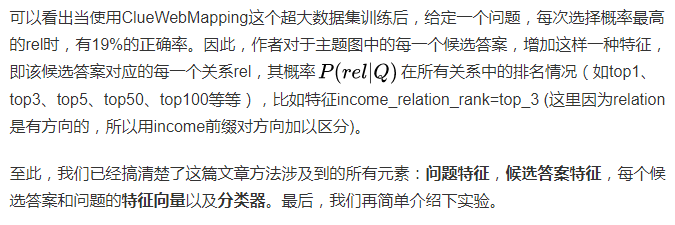 可以看出当使用ClueWebMapping这个超大数据集训练后，给定一个问题，每次选择概率最高
的rel时，有19%的正确率。因此，作者对于主题图中的每一个候选答案，增加这样一种特征，
即该候选答案对应的每一个关系rel，其概率 P(rel|Q) 在所有关系中的排名情况（如top1、
top3、top5、top50、top100等等），比如特征income_relation_rank=top_3 (这里因为relation
是有方向的，所以用income前缀对方向加以区分)。
至此，我们已经搞清楚了这篇文章方法涉及到的所有元素：问题特征，候选答案特征，每个候
选答案和问题的特征向量以及分类器。最后，我们再简单介绍下实验。